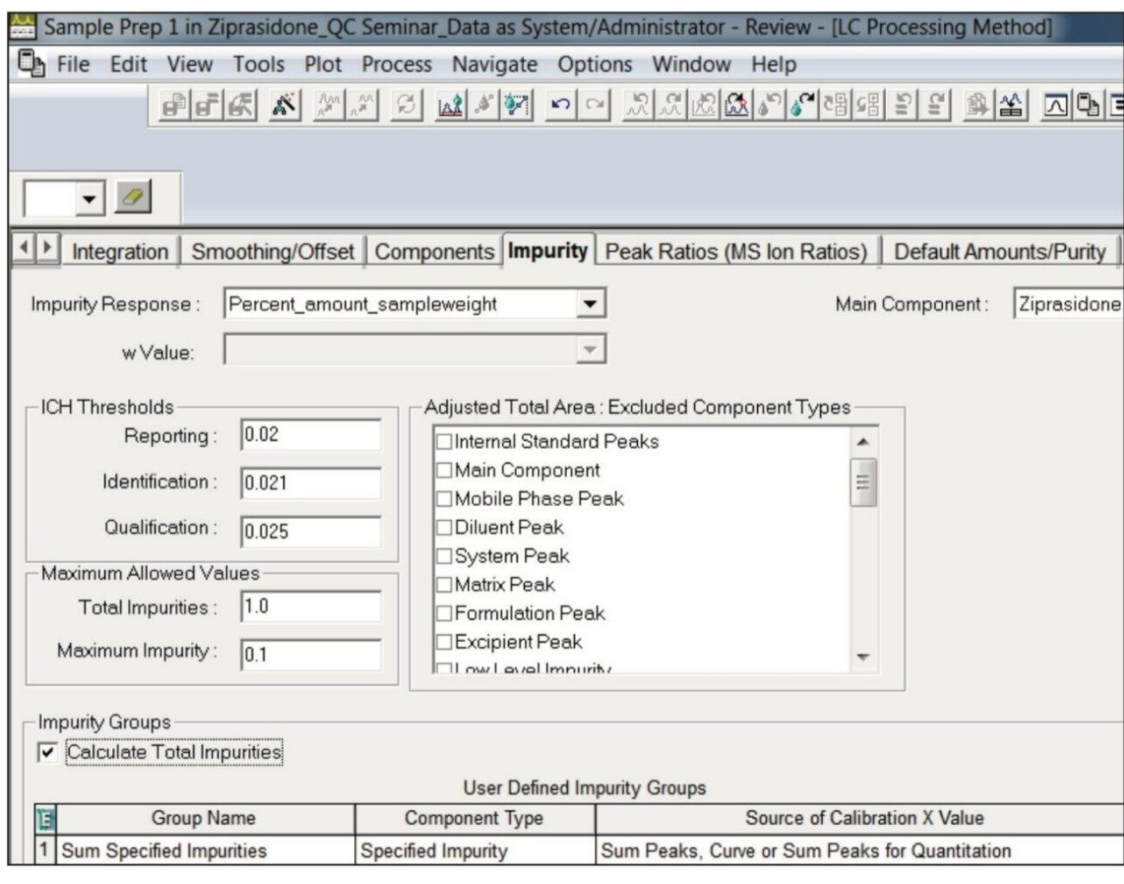 Sample Prep 1 in Ziprasidone_QC Seminar_Data as System/Administrator - Review - [LC Processing Method]
File Edit View Tools Plot Process Navigate Options Window Help
Integration Smoothing/Offset Components Impurity Peak Ratios (MS Ion Ratios) Default Amounts/Purity
Impurity Response : Percent_amount_sampleweight Main Component : Ziprasidone
w Value:
ICH Thresholds
Reporting : 0.02
Identification : 0.021
Qualification : 0.025
Maximum Allowed Values
Total Impurities : 1.0
Maximum Impurity : 0.1
Adjusted Total Area : Excluded Component Types
Internal Standard Peaks
Main Component
Mobile Phase Peak
Diluent Peak
System Peak
Matrix Peak
Formulation Peak
Excipient Peak
Low Level Impurity
Impurity Groups
Calculate Total Impurities
User Defined Impurity Groups
Group Name Component Type Source of Calibration X Value
1 Sum Specified Impurities Specified Impurity Sum Peaks, Curve or Sum Peaks for Quantitation